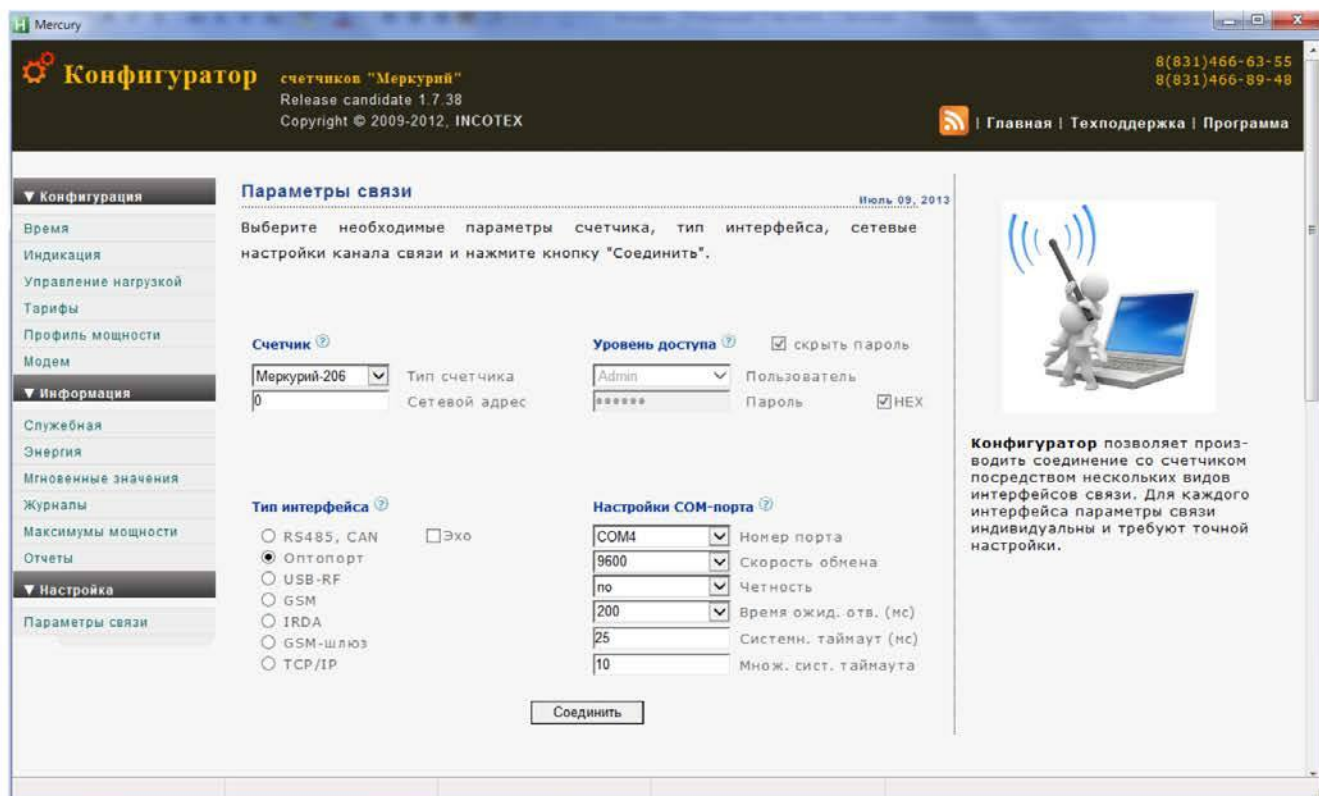 Mercury
Конфигуратор
счетчиков "Меркурий"
Release candidate 1.7.38
Copyright © 2009-2012, INCOTEX
8(831)466-63-55
8(831)466-89-48
| Главная | Техподдержка | Программа
▼ Конфигурация
Время
Индикация
Управление нагрузкой
Тарифы
Профиль мощности
Модем
▼ Информация
Служебная
Энергия
Мгновенные значения
Журналы
Максимумы мощности
Отчеты
▼ Настройка
Параметры связи
Параметры связи
Июль 09, 2013
Выберите необходимые параметры счетчика, тип интерфейса, сетевые
настройки канала связи и нажмите кнопку "Соединить".
Счетчик ?
Меркурий-206 Тип счетчика
0 Сетевой адрес
Уровень доступа ? скрыть пароль
Admin Пользователь
****** Пароль HEX
Тип интерфейса ?
RS485, CAN Эхо
Оптопорт
USB-RF
GSM
IRDA
GSM-шлюз
TCP/IP
Настройки COM-порта ?
COM4 Номер порта
9600 Скорость обмена
no Четность
200 Время ожид. отв. (мс)
25 Системн. таймаут (мс)
10 Множ. сист. таймаута
Соединить
Конфигуратор позволяет произ-
водить соединение со счетчиком
посредством нескольких видов
интерфейсов связи. Для каждого
интерфейса параметры связи
индивидуальны и требуют точной
настройки.